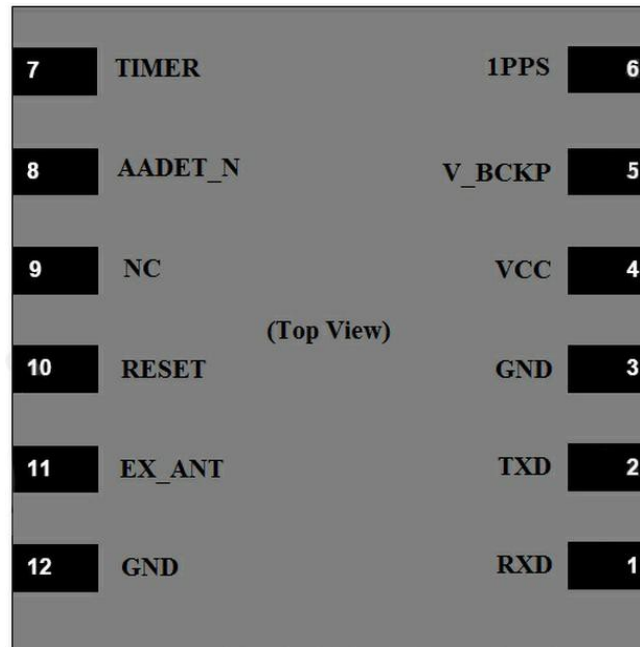 7 TIMER 1PPS 6
8 AADET_N V_BCKP 5
9 NC VCC 4
(Top View)
10 RESET GND 3
11 EX_ANT TXD 2
12 GND RXD 1